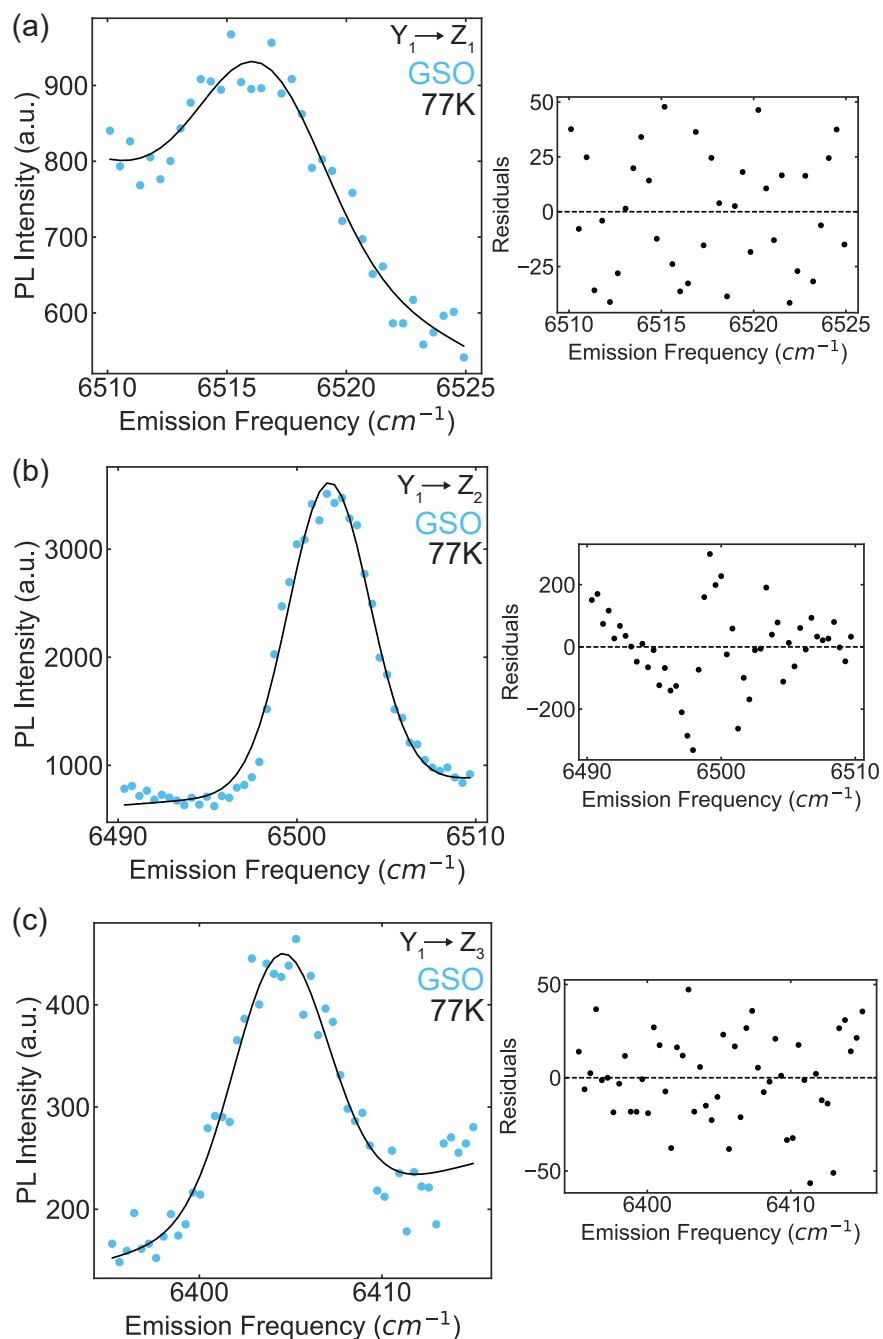 (a)
Y₁ → Z₁
GSO
77K
900
800
700
600
PL Intensity (a.u.)
6510 6515 6520 6525
Emission Frequency (cm⁻¹)
50
25
0
−25
Residuals
6510 6515 6520 6525
Emission Frequency (cm⁻¹)
(b)
Y₁ → Z₂
GSO
77K
3000
2000
1000
PL Intensity (a.u.)
6490 6500 6510
Emission Frequency (cm⁻¹)
200
0
−200
Residuals
6490 6500 6510
Emission Frequency (cm⁻¹)
(c)
Y₁ → Z₃
GSO
77K
400
300
200
PL Intensity (a.u.)
6400 6410
Emission Frequency (cm⁻¹)
50
0
−50
Residuals
6400 6410
Emission Frequency (cm⁻¹)